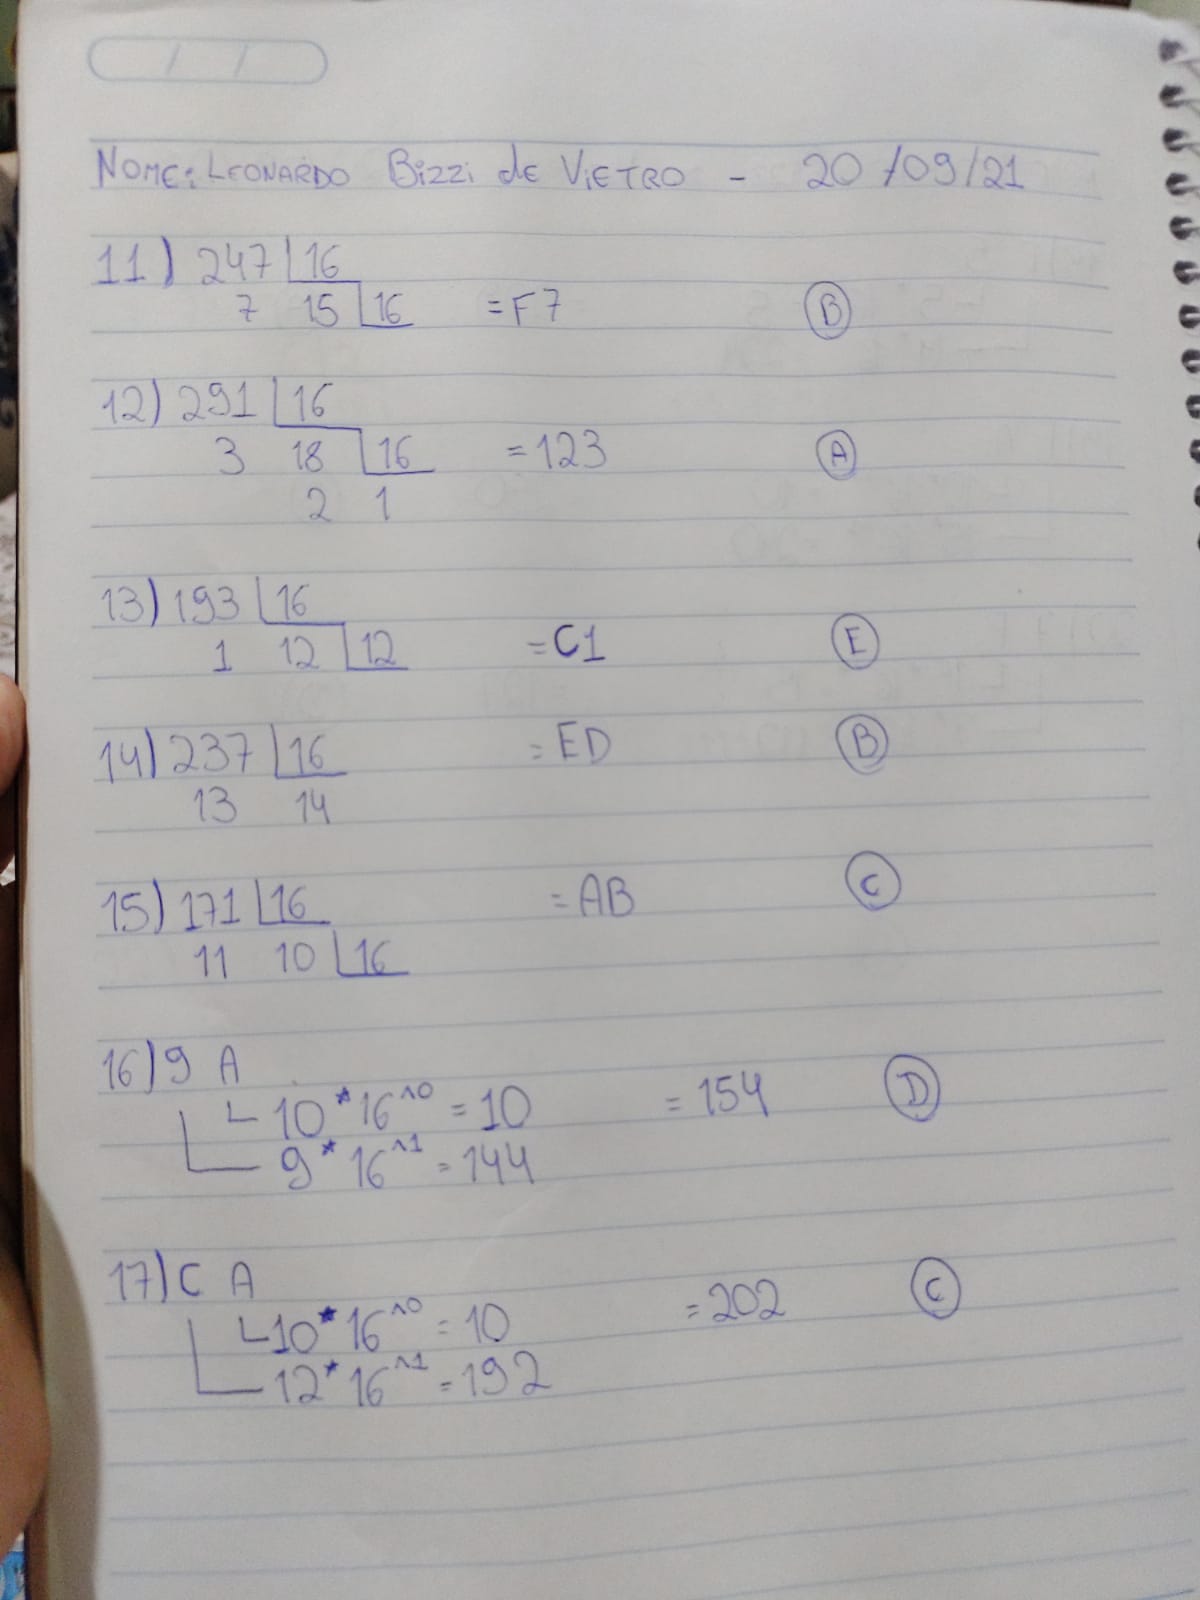 NOME: LEONARDO BIZZI dE VIETRO - 20/09/21
11) 247 16
7 15 16 = F7 B
12) 291 16
3 18 16 = 123 A
2 1
13) 193 16
1 12 12 = C1 E
14) 237 16 = ED B
13 14
15) 171 16 = AB C
11 10 16
16) 9 A
10*16^0 = 10 = 154 D
9*16^1 = 144
17) C A
10*16^0 = 10 = 202 C
12*16^1 = 192